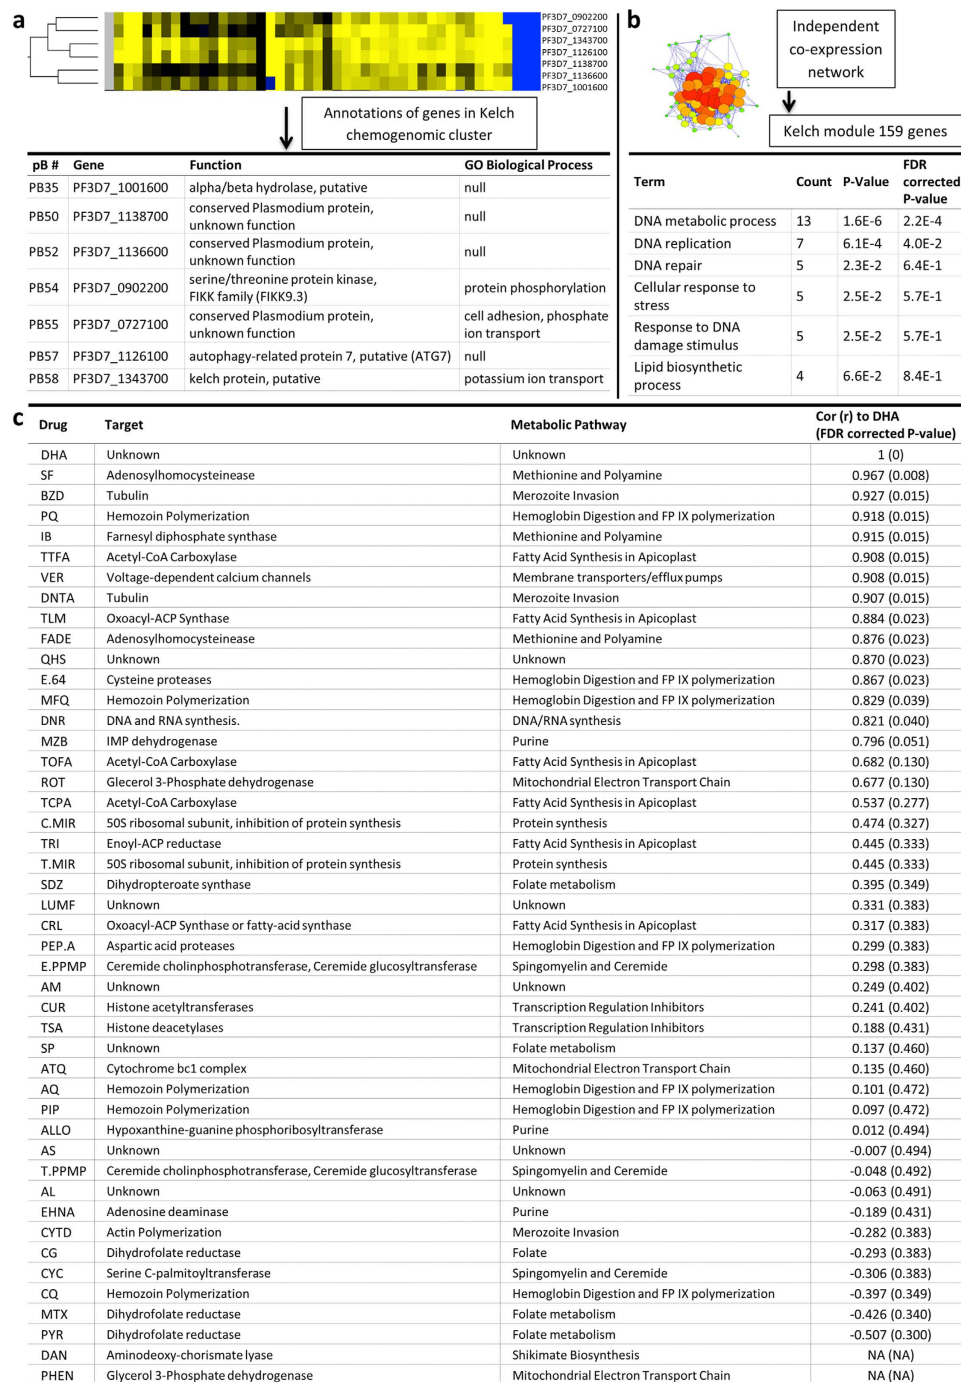 a
PF3D7_0902200
PF3D7_0727100
PF3D7_1343700
PF3D7_1126100
PF3D7_1138700
PF3D7_1136600
PF3D7_1001600
Annotations of genes in Kelch
chemogenomic cluster
pB # Gene Function GO Biological Process
PB35 PF3D7_1001600 alpha/beta hydrolase, putative null
PB50 PF3D7_1138700 conserved Plasmodium protein, unknown function null
PB52 PF3D7_1136600 conserved Plasmodium protein, unknown function null
PB54 PF3D7_0902200 serine/threonine protein kinase, FIKK family (FIKK9.3) protein phosphorylation
PB55 PF3D7_0727100 conserved Plasmodium protein, unknown function cell adhesion, phosphate ion transport
PB57 PF3D7_1126100 autophagy-related protein 7, putative (ATG7) null
PB58 PF3D7_1343700 kelch protein, putative potassium ion transport
b
Independent
co-expression
network
Kelch module 159 genes
Term Count P-Value FDR corrected P-value
DNA metabolic process 13 1.6E-6 2.2E-4
DNA replication 7 6.1E-4 4.0E-2
DNA repair 5 2.3E-2 6.4E-1
Cellular response to stress 5 2.5E-2 5.7E-1
Response to DNA damage stimulus 5 2.5E-2 5.7E-1
Lipid biosynthetic process 4 6.6E-2 8.4E-1
c
Drug Target Metabolic Pathway Cor (r) to DHA (FDR corrected P-value)
DHA Unknown Unknown 1 (0)
SF Adenosylhomocysteinease Methionine and Polyamine 0.967 (0.008)
BZD Tubulin Merozoite Invasion 0.927 (0.015)
PQ Hemozoin Polymerization Hemoglobin Digestion and FP IX polymerization 0.918 (0.015)
IB Farnesyl diphosphate synthase Methionine and Polyamine 0.915 (0.015)
TTFA Acetyl-CoA Carboxylase Fatty Acid Synthesis in Apicoplast 0.908 (0.015)
VER Voltage-dependent calcium channels Membrane transporters/efflux pumps 0.908 (0.015)
DNTA Tubulin Merozoite Invasion 0.907 (0.015)
TLM Oxoacyl-ACP Synthase Fatty Acid Synthesis in Apicoplast 0.884 (0.023)
FADE Adenosylhomocysteinease Methionine and Polyamine 0.876 (0.023)
QHS Unknown Unknown 0.870 (0.023)
E.64 Cysteine proteases Hemoglobin Digestion and FP IX polymerization 0.867 (0.023)
MFQ Hemozoin Polymerization Hemoglobin Digestion and FP IX polymerization 0.829 (0.039)
DNR DNA and RNA synthesis. DNA/RNA synthesis 0.821 (0.040)
MZB IMP dehydrogenase Purine 0.796 (0.051)
TOFA Acetyl-CoA Carboxylase Fatty Acid Synthesis in Apicoplast 0.682 (0.130)
ROT Glecerol 3-Phosphate dehydrogenase Mitochondrial Electron Transport Chain 0.677 (0.130)
TCPA Acetyl-CoA Carboxylase Fatty Acid Synthesis in Apicoplast 0.537 (0.277)
C.MIR 50S ribosomal subunit, inhibition of protein synthesis Protein synthesis 0.474 (0.327)
TRI Enoyl-ACP reductase Fatty Acid Synthesis in Apicoplast 0.445 (0.333)
T.MIR 50S ribosomal subunit, inhibition of protein synthesis Protein synthesis 0.445 (0.333)
SDZ Dihydropteroate synthase Folate metabolism 0.395 (0.349)
LUMF Unknown Unknown 0.331 (0.383)
CRL Oxoacyl-ACP Synthase or fatty-acid synthase Fatty Acid Synthesis in Apicoplast 0.317 (0.383)
PEP.A Aspartic acid proteases Hemoglobin Digestion and FP IX polymerization 0.299 (0.383)
E.PPMP Ceremide cholinphosphotransferase, Ceremide glucosyltransferase Spingomyelin and Ceremide 0.298 (0.383)
AM Unknown Unknown 0.249 (0.402)
CUR Histone acetyltransferases Transcription Regulation Inhibitors 0.241 (0.402)
TSA Histone deacetylases Transcription Regulation Inhibitors 0.188 (0.431)
SP Unknown Folate metabolism 0.137 (0.460)
ATQ Cytochrome bc1 complex Mitochondrial Electron Transport Chain 0.135 (0.460)
AQ Hemozoin Polymerization Hemoglobin Digestion and FP IX polymerization 0.101 (0.472)
PIP Hemozoin Polymerization Hemoglobin Digestion and FP IX polymerization 0.097 (0.472)
ALLO Hypoxanthine-guanine phosphoribosyltransferase Purine 0.012 (0.494)
AS Unknown Unknown -0.007 (0.494)
T.PPMP Ceremide cholinphosphotransferase, Ceremide glucosyltransferase Spingomyelin and Ceremide -0.048 (0.492)
AL Unknown Unknown -0.063 (0.491)
EHNA Adenosine deaminase Purine -0.189 (0.431)
CYTD Actin Polymerization Merozoite Invasion -0.282 (0.383)
CG Dihydrofolate reductase Folate -0.293 (0.383)
CYC Serine C-palmitoyltransferase Spingomyelin and Ceremide -0.306 (0.383)
CQ Hemozoin Polymerization Hemoglobin Digestion and FP IX polymerization -0.397 (0.349)
MTX Dihydrofolate reductase Folate metabolism -0.426 (0.340)
PYR Dihydrofolate reductase Folate metabolism -0.507 (0.300)
DAN Aminodeoxy-chorismate lyase Shikimate Biosynthesis NA (NA)
PHEN Glycerol 3-Phosphate dehydrogenase Mitochondrial Electron Transport Chain NA (NA)